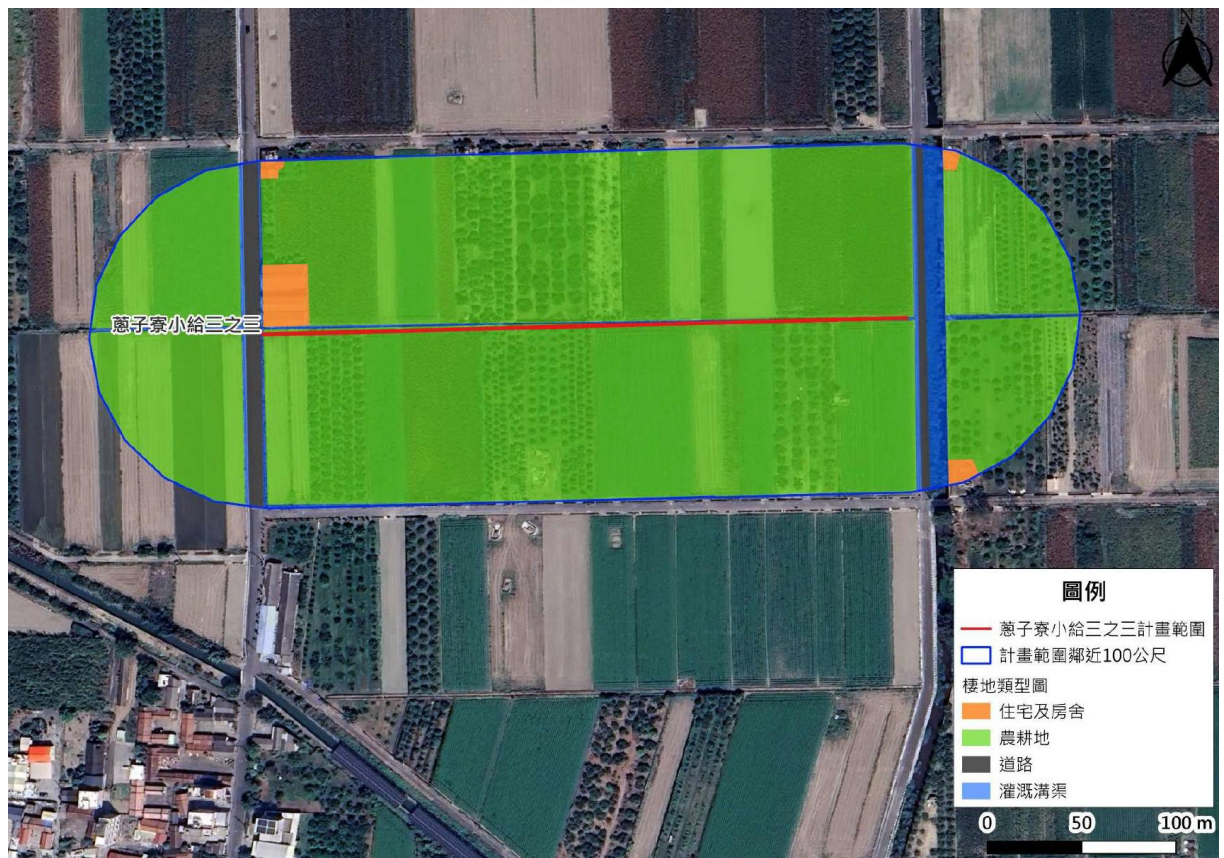 N
蔥子寮小給三之三
圖例
蔥子寮小給三之三計畫範圍
計畫範圍鄰近100公尺
棲地類型圖
住宅及房舍
農耕地
道路
灌溉溝渠
0 50 100 m